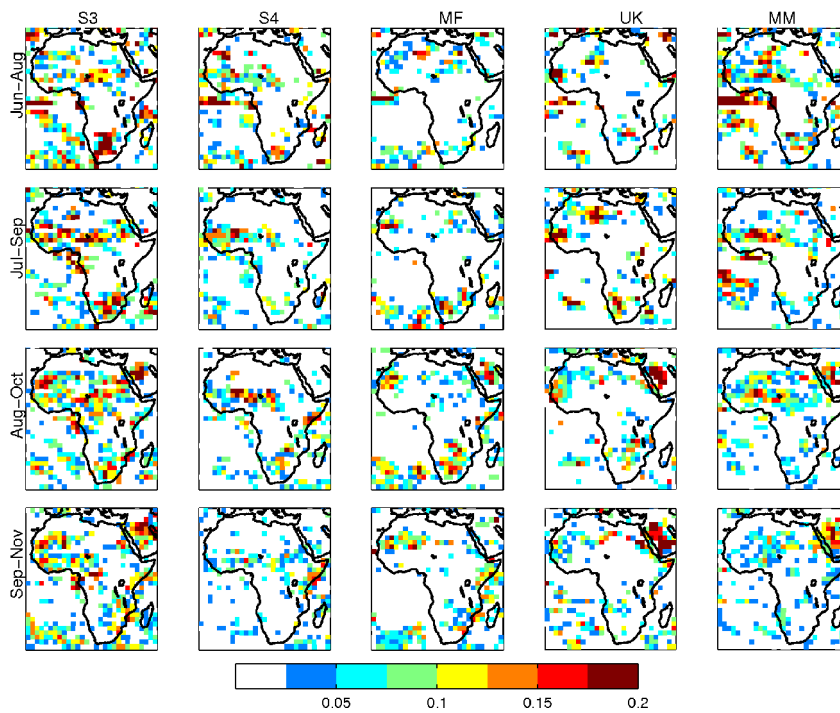 S3 S4 MF UK MM
Jun-Aug
Jul-Sep
Aug-Oct
Sep-Nov
0.05 0.1 0.15 0.2